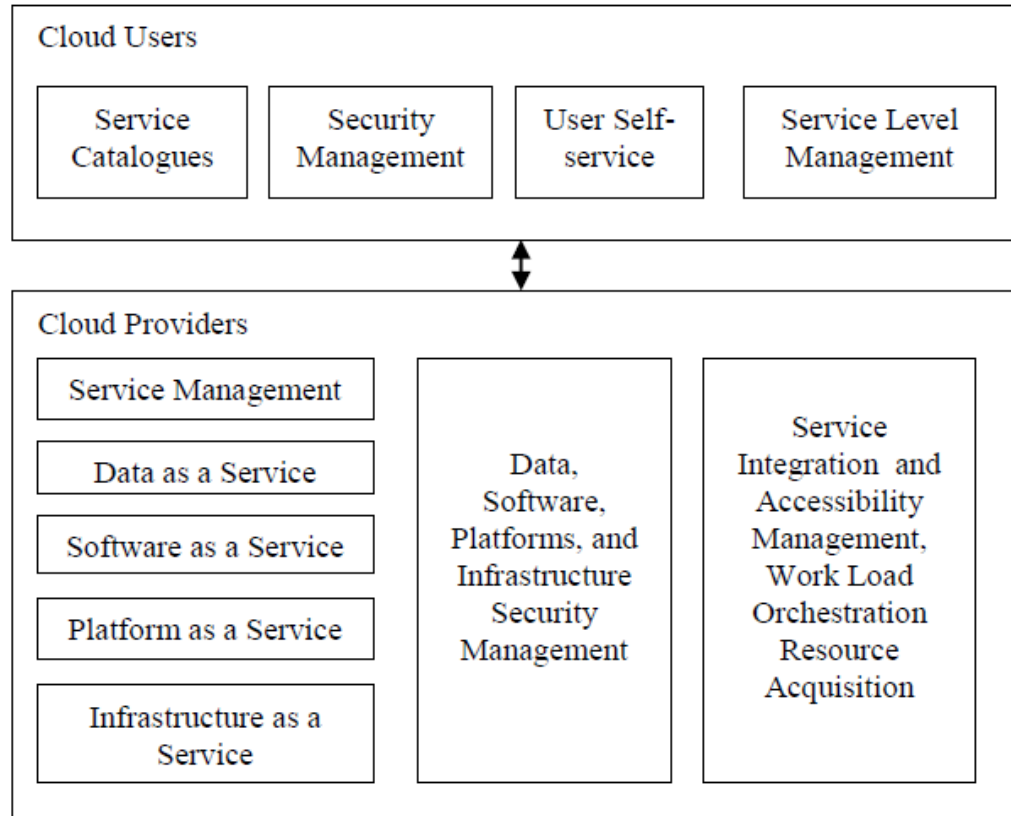 Cloud Users
Service
Catalogues
Security
Management
User Self-
service
Service Level
Management
Cloud Providers
Service Management
Data as a Service
Software as a Service
Platform as a Service
Infrastructure as a
Service
Data,
Software,
Platforms, and
Infrastructure
Security
Management
Service
Integration and
Accessibility
Management,
Work Load
Orchestration
Resource
Acquisition